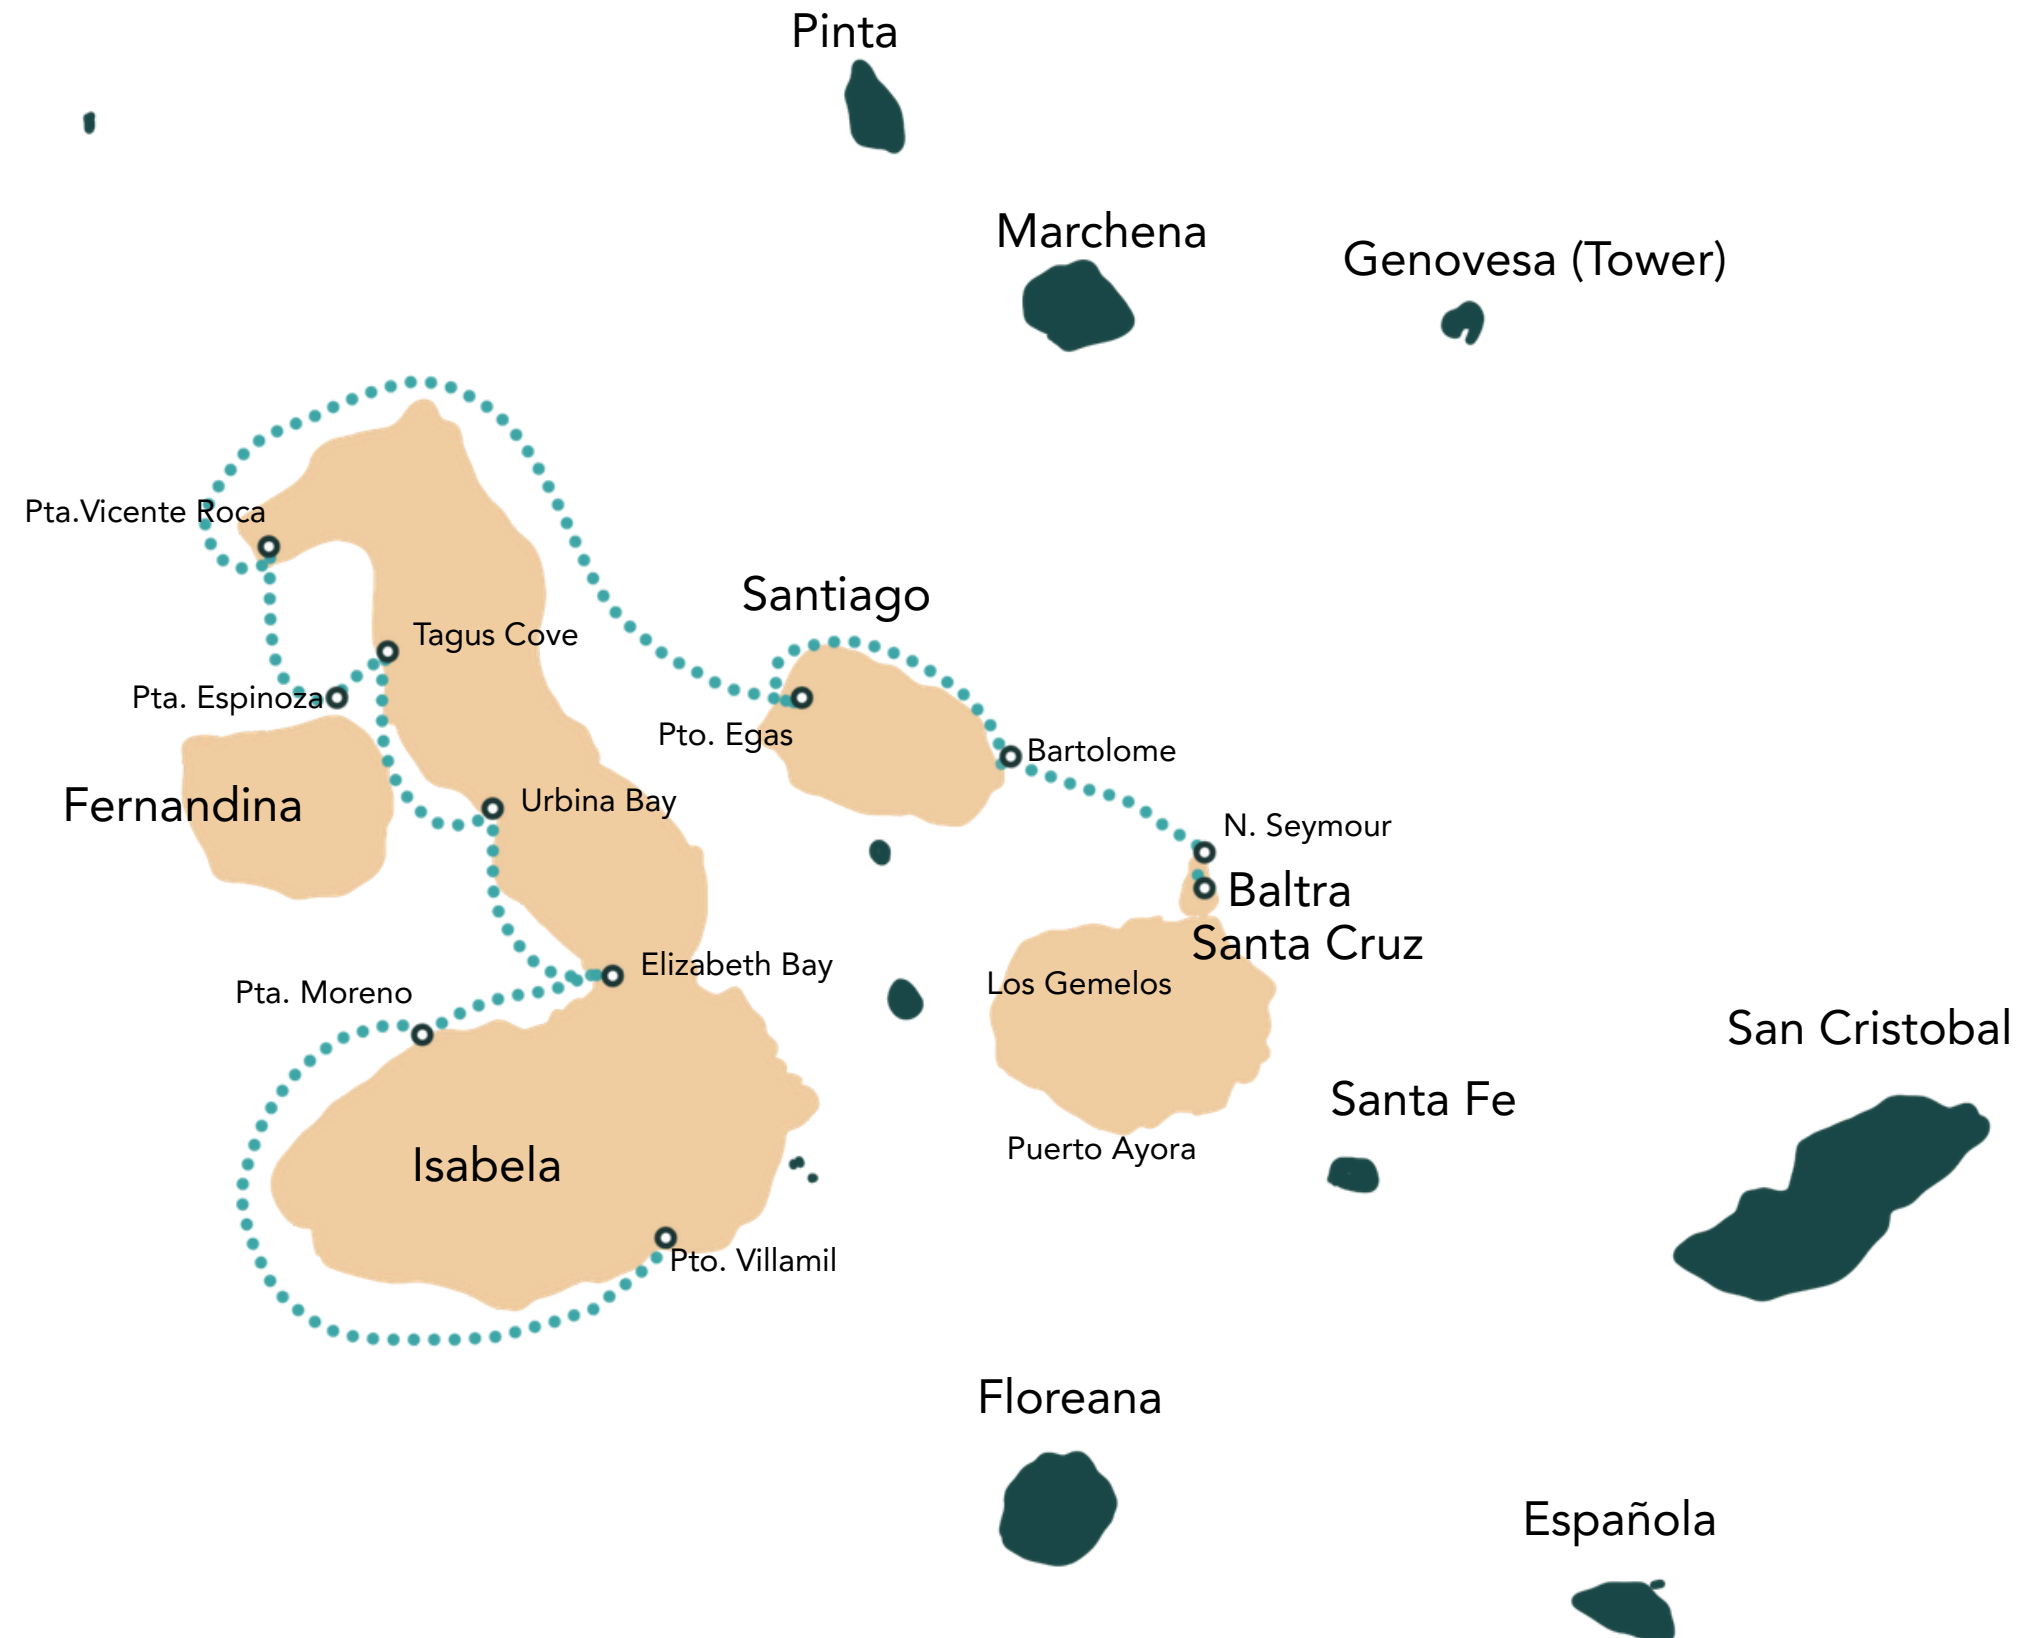 Pinta
Marchena
Genovesa (Tower)
Pta.Vicente Roca
Santiago
Tagus Cove
Pta. Espinoza
Pto. Egas
Bartolome
Fernandina
Urbina Bay
N. Seymour
Baltra
Santa Cruz
Elizabeth Bay
Los Gemelos
Pta. Moreno
San Cristobal
Santa Fe
Puerto Ayora
Isabela
Pto. Villamil
Floreana
Española